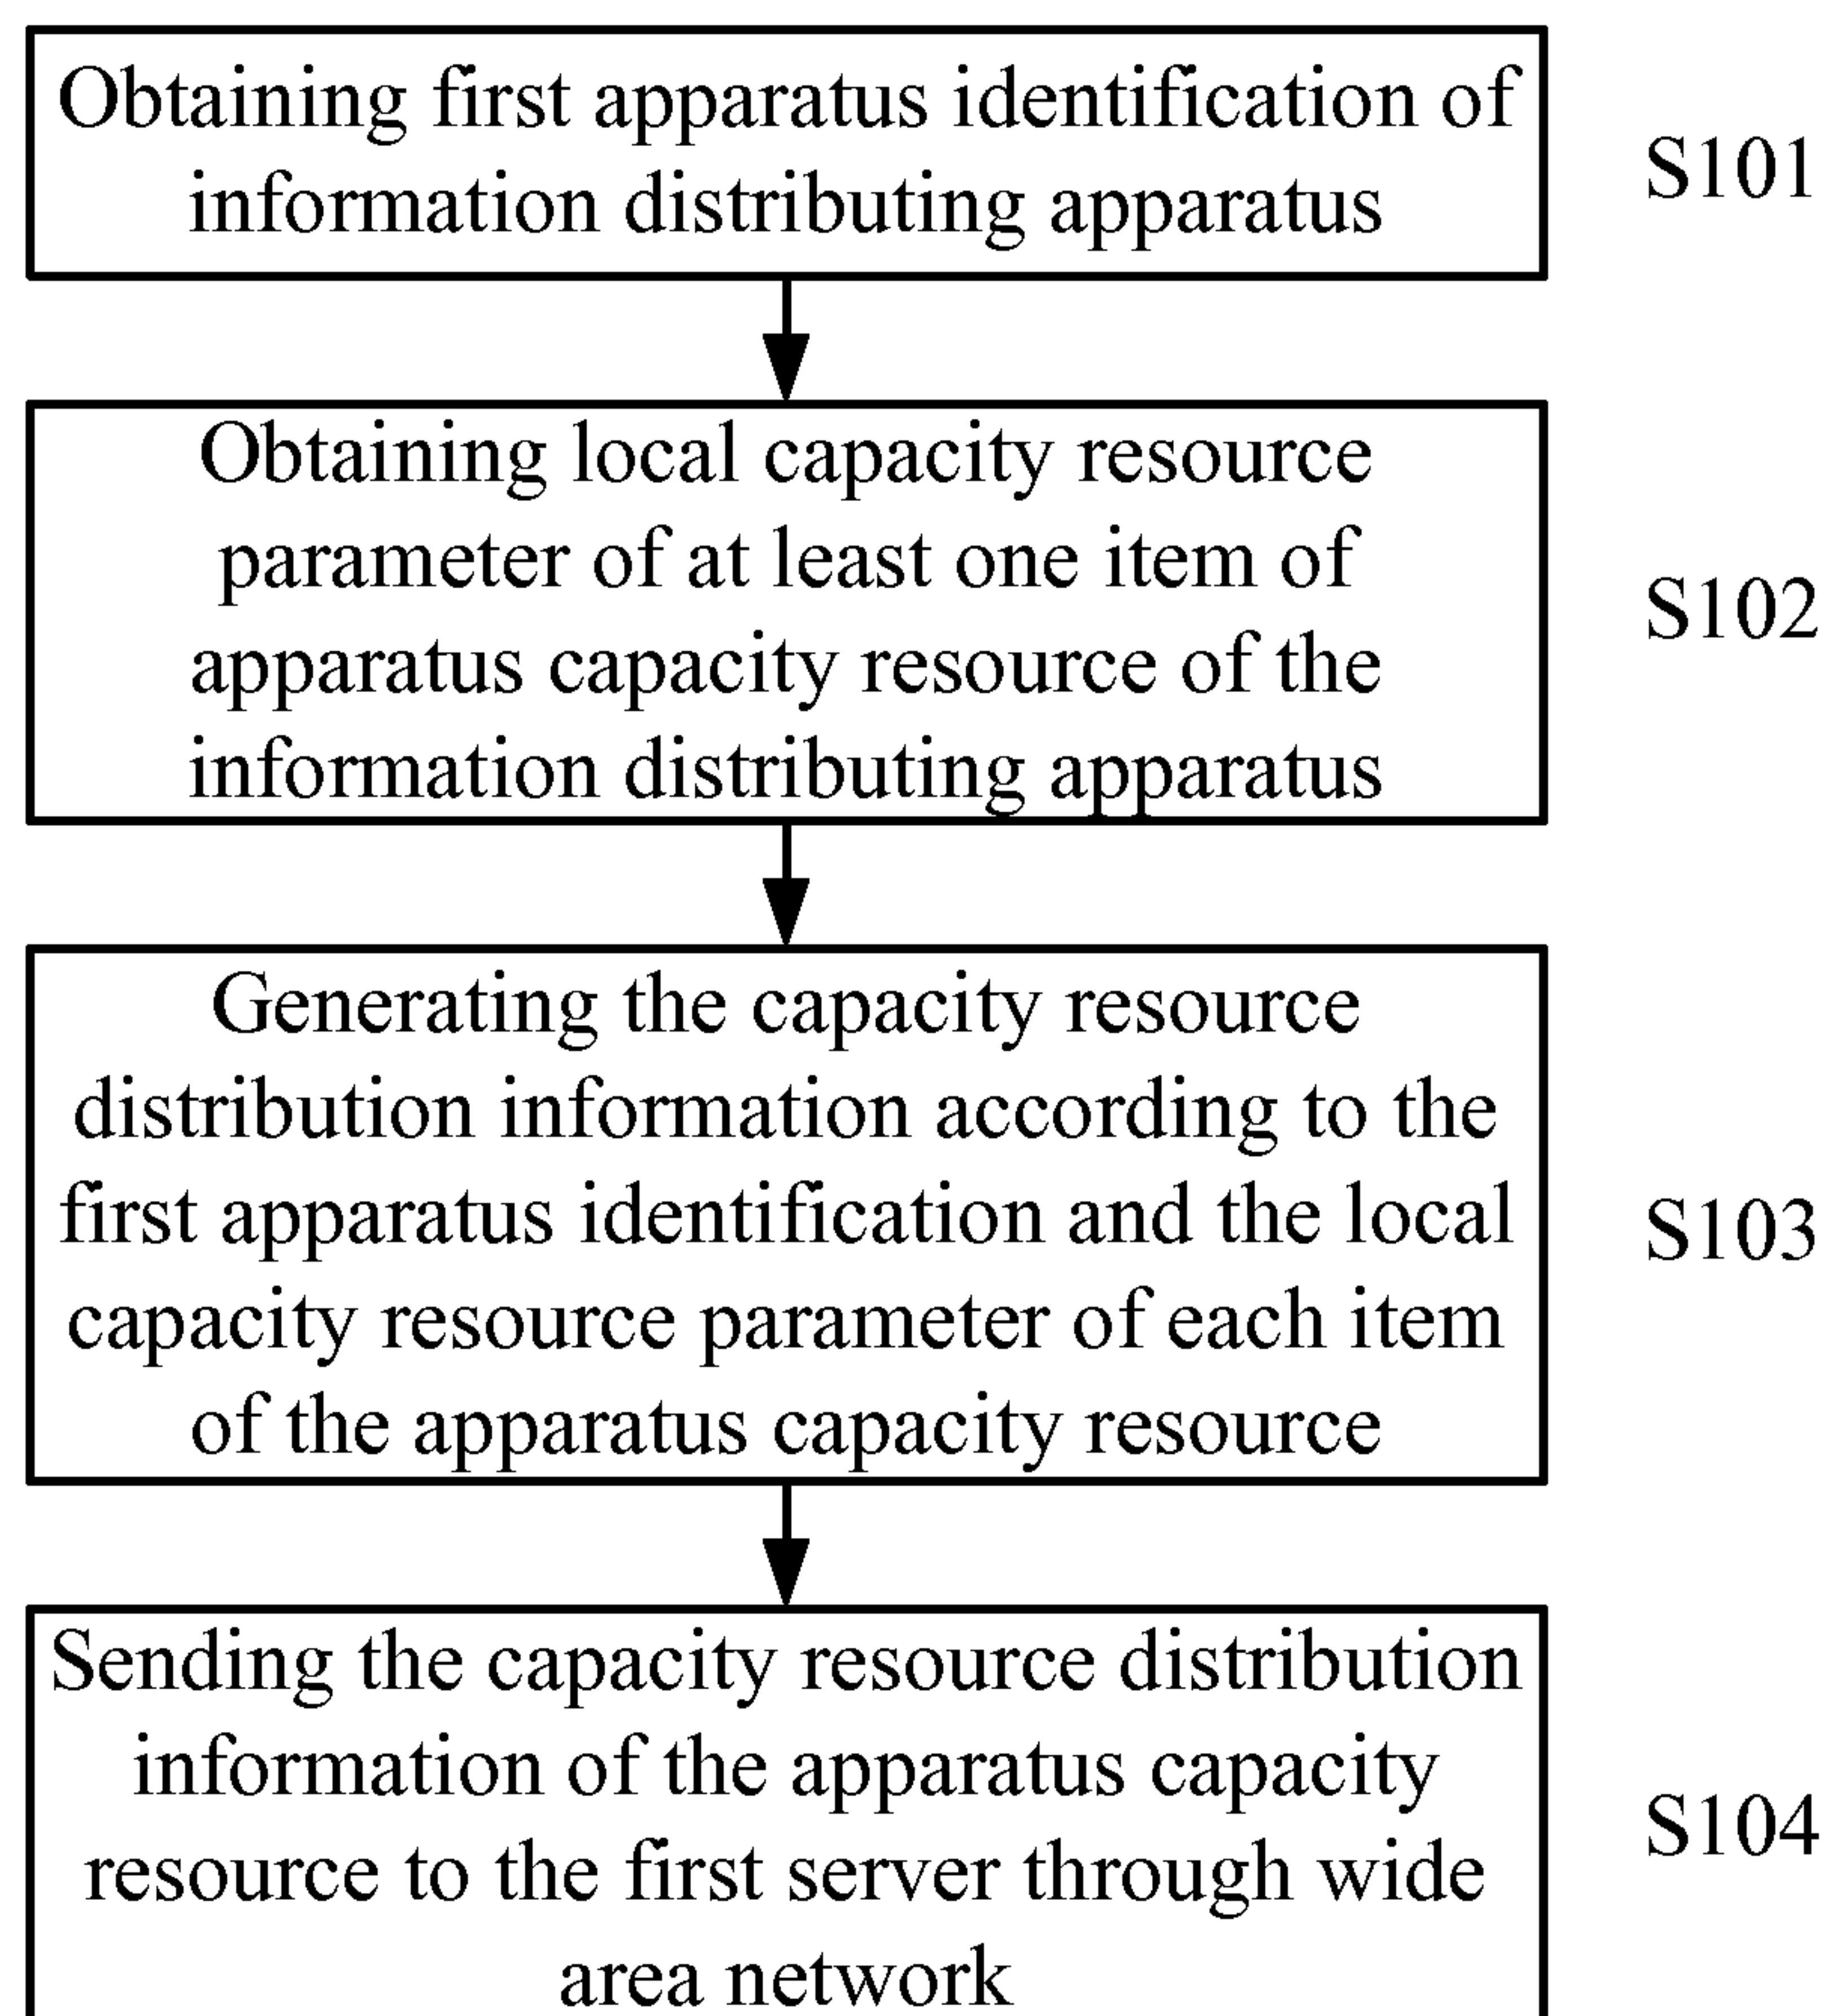 Obtaining first apparatus identification of
information distributing apparatus
S101
Obtaining local capacity resource
parameter of at least one item of
apparatus capacity resource of the
information distributing apparatus
S102
Generating the capacity resource
distribution information according to the
first apparatus identification and the local
capacity resource parameter of each item
of the apparatus capacity resource
S103
Sending the capacity resource distribution
information of the apparatus capacity
resource to the first server through wide
area network
S104